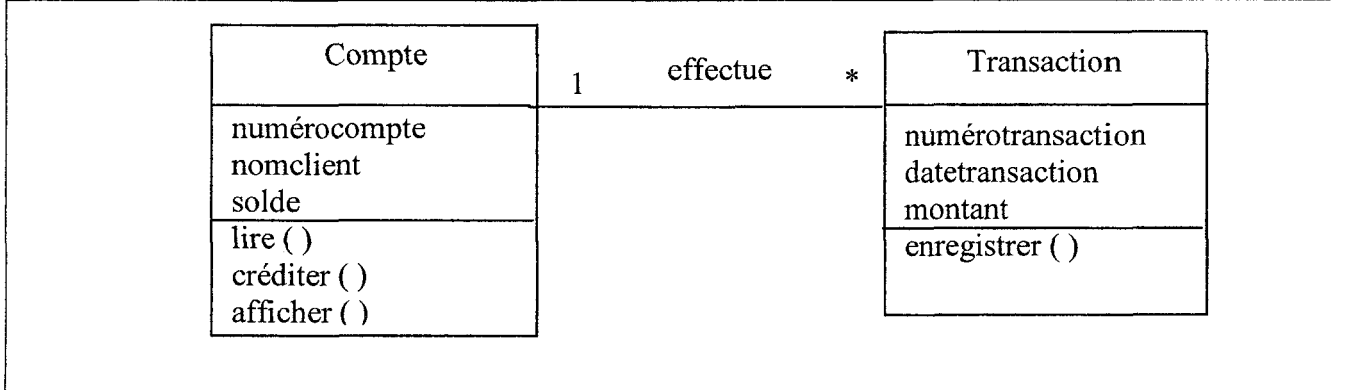 Compte
1 effectue *
Transaction
numérocompte
nomclient
solde
lire ( )
créditer ( )
afficher ( )
numérotransaction
datetransaction
montant
enregistrer ( )